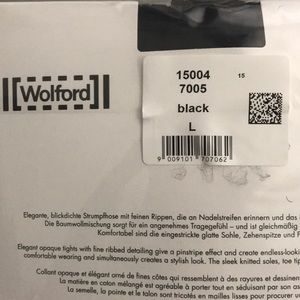 Wolford
15004 15
7005
black
L
9 009101 707062
Elegante, blickdichte Strumpfhose mit feinen Rippen, die an Nadelstreifen erinnern und das
Die Baumwollmischung sorgt für ein angenehmes Tragegefühl – und ist gleichzeitig
Komfortabel sind die eingestrickte glatte Sohle, Zehenspitze und F
Elegant opaque tights with fine ribbed detailing give a pinstripe effect and create endless-looking
comfortable wearing and simultaneously creates a stylish look. The sleek knitted soles, toe tip
Collant opaque et élégant orné de fines côtes qui ressemblent à des rayures et dessinent
La matière en coton mélangé est agréable à porter tout en séduisant par son as
La semelle, la pointe et le talon sont tricotés en mailles lisses pour procurer